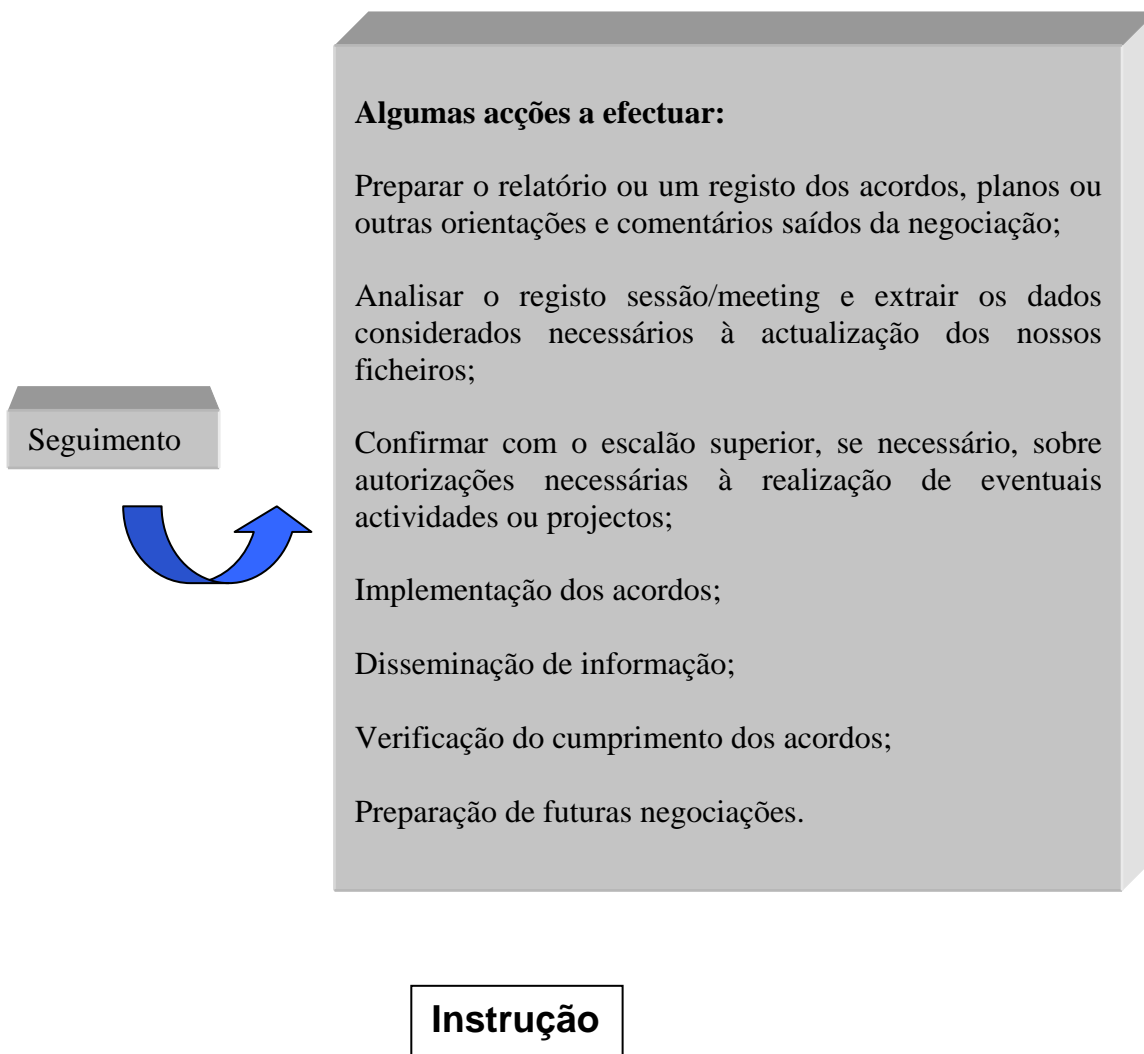 Algumas acções a efectuar:
Preparar o relatório ou um registo dos acordos, planos ou
outras orientações e comentários saídos da negociação;
Analisar o registo sessão/meeting e extrair os dados
considerados necessários à actualização dos nossos
ficheiros;
Seguimento
Confirmar com o escalão superior, se necessário, sobre
autorizações necessárias à realização de eventuais
actividades ou projectos;
Implementação dos acordos;
Disseminação de informação;
Verificação do cumprimento dos acordos;
Preparação de futuras negociações.
Instrução